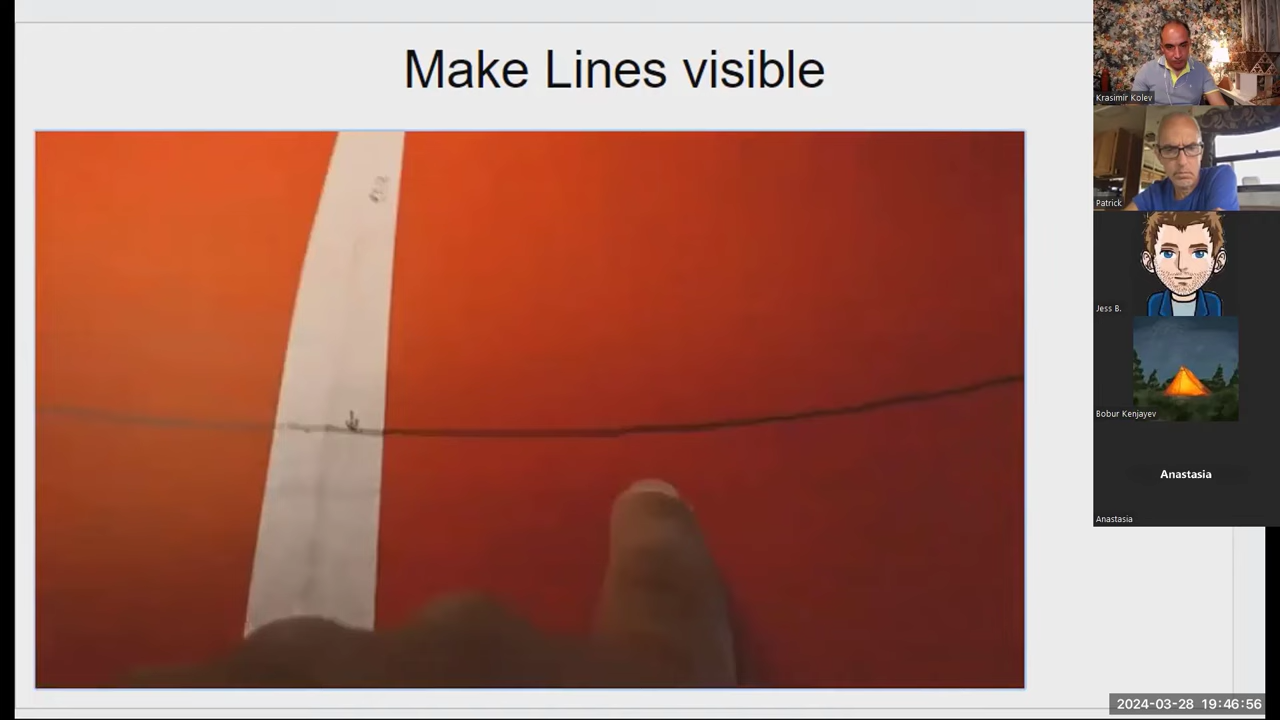 Make Lines visible
Krasimir Kolev
Patrick
Jess B.
Bobur Kenjayev
Anastasia
Anastasia
2024-03-28 19:46:56